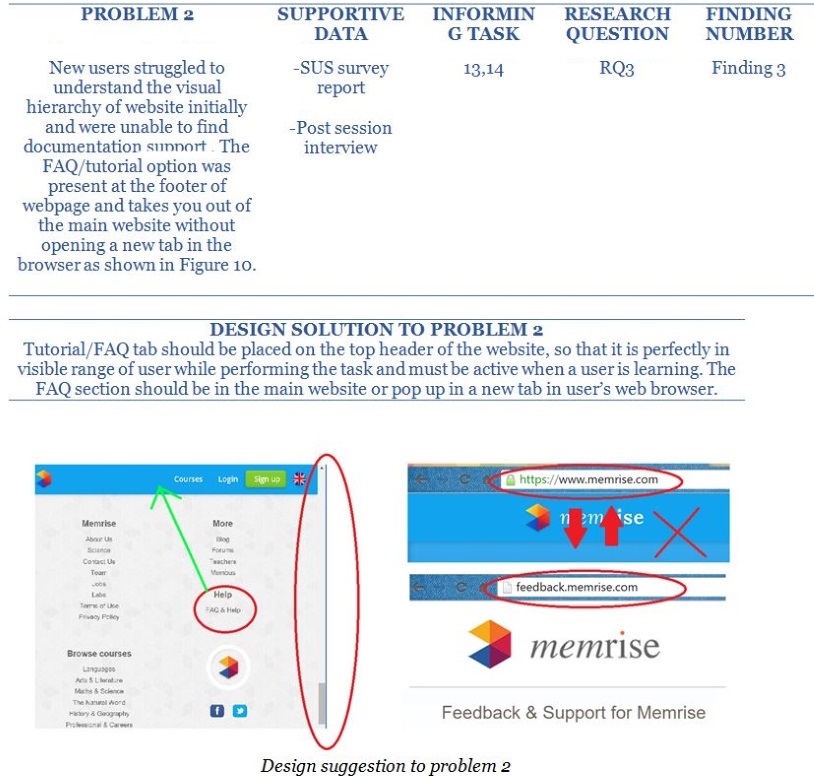 PROBLEM 2
SUPPORTIVE
DATA
INFORMIN
G TASK
RESEARCH
QUESTION
FINDING
NUMBER
New users struggled to
understand the visual
hierarchy of website initially
and were unable to find
documentation support . The
FAQ/tutorial option was
present at the footer of
webpage and takes you out of
the main website without
opening a new tab in the
browser as shown in Figure 10.
-SUS survey
report
-Post session
interview
13,14
RQ3
Finding 3
DESIGN SOLUTION TO PROBLEM 2
Tutorial/FAQ tab should be placed on the top header of the website, so that it is perfectly in
visible range of user while performing the task and must be active when a user is learning. The
FAQ section should be in the main website or pop up in a new tab in user's web browser.
Courses Login Sign up
Memrise
About Us
Science
Contact Us
Team
Jobs
Labs
Terms of Use
Privacy Policy
More
Blog
Forums
Teachers
Membus
Help
FAQ & Help
Browse courses
Languages
Arts & Literature
Maths & Science
The Natural World
History & Geography
Professional & Careers
https://www.memrise.com
memrise
feedback.memrise.com
memrise
Feedback & Support for Memrise
Design suggestion to problem 2